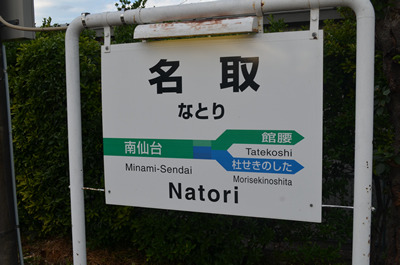 名取
なとり
南仙台
Minami-Sendai
館腰
Tatekoshi
杜せきのした
Morisekinoshita
Natori